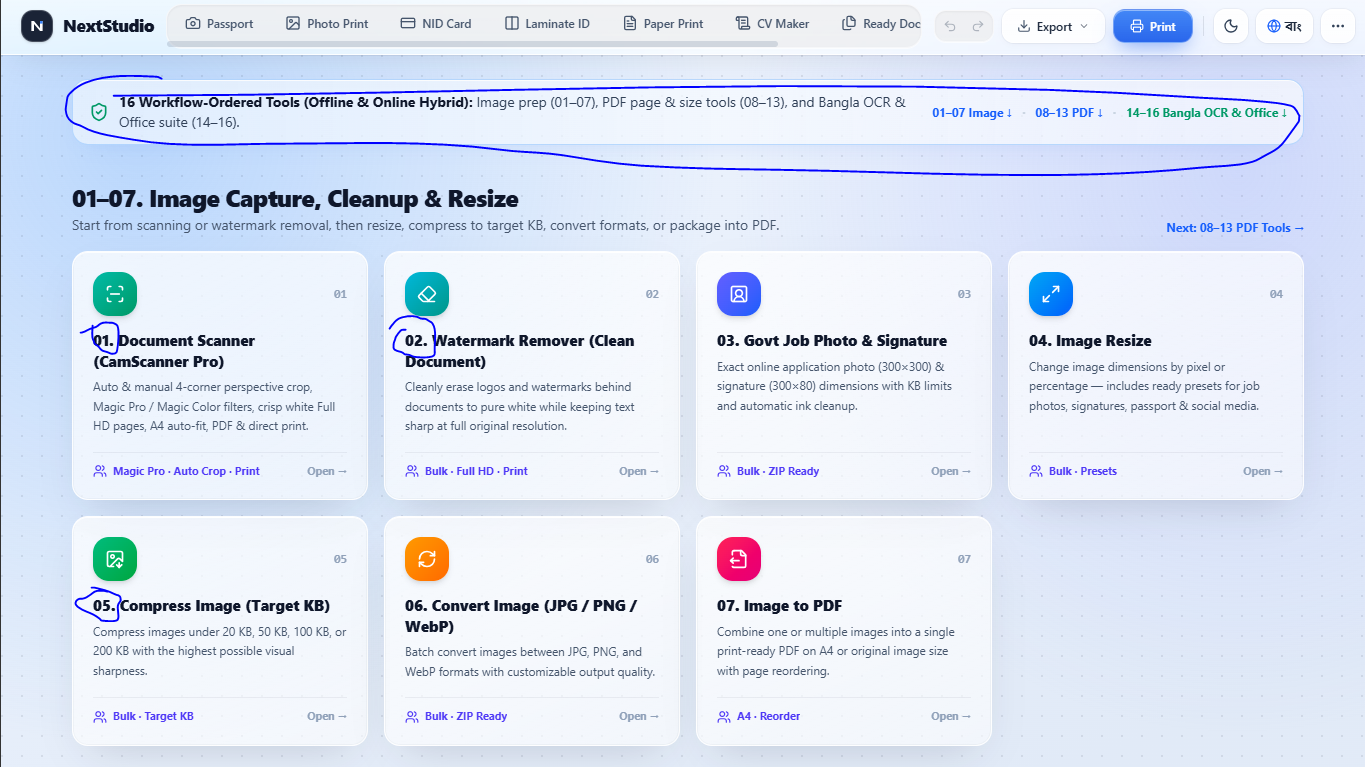 N NextStudio Passport Photo Print NID Card Laminate ID Paper Print CV Maker Ready Doc Export Print বাং
16 Workflow-Ordered Tools (Offline & Online Hybrid): Image prep (01–07), PDF page & size tools (08–13), and Bangla OCR &
Office suite (14–16).
01–07 Image ↓ · 08–13 PDF ↓ · 14–16 Bangla OCR & Office ↓
01–07. Image Capture, Cleanup & Resize
Start from scanning or watermark removal, then resize, compress to target KB, convert formats, or package into PDF.
Next: 08–13 PDF Tools →
01
01. Document Scanner
(CamScanner Pro)
Auto & manual 4-corner perspective crop,
Magic Pro / Magic Color filters, crisp white Full
HD pages, A4 auto-fit, PDF & direct print.
Magic Pro · Auto Crop · Print Open →
02
02. Watermark Remover (Clean
Document)
Cleanly erase logos and watermarks behind
documents to pure white while keeping text
sharp at full original resolution.
Bulk · Full HD · Print Open →
03
03. Govt Job Photo & Signature
Exact online application photo (300×300) &
signature (300×80) dimensions with KB limits
and automatic ink cleanup.
Bulk · ZIP Ready Open →
04
04. Image Resize
Change image dimensions by pixel or
percentage — includes ready presets for job
photos, signatures, passport & social media.
Bulk · Presets Open →
05
05. Compress Image (Target KB)
Compress images under 20 KB, 50 KB, 100 KB, or
200 KB with the highest possible visual
sharpness.
Bulk · Target KB Open →
06
06. Convert Image (JPG / PNG /
WebP)
Batch convert images between JPG, PNG, and
WebP formats with customizable output quality.
Bulk · ZIP Ready Open →
07
07. Image to PDF
Combine one or multiple images into a single
print-ready PDF on A4 or original image size
with page reordering.
A4 · Reorder Open →